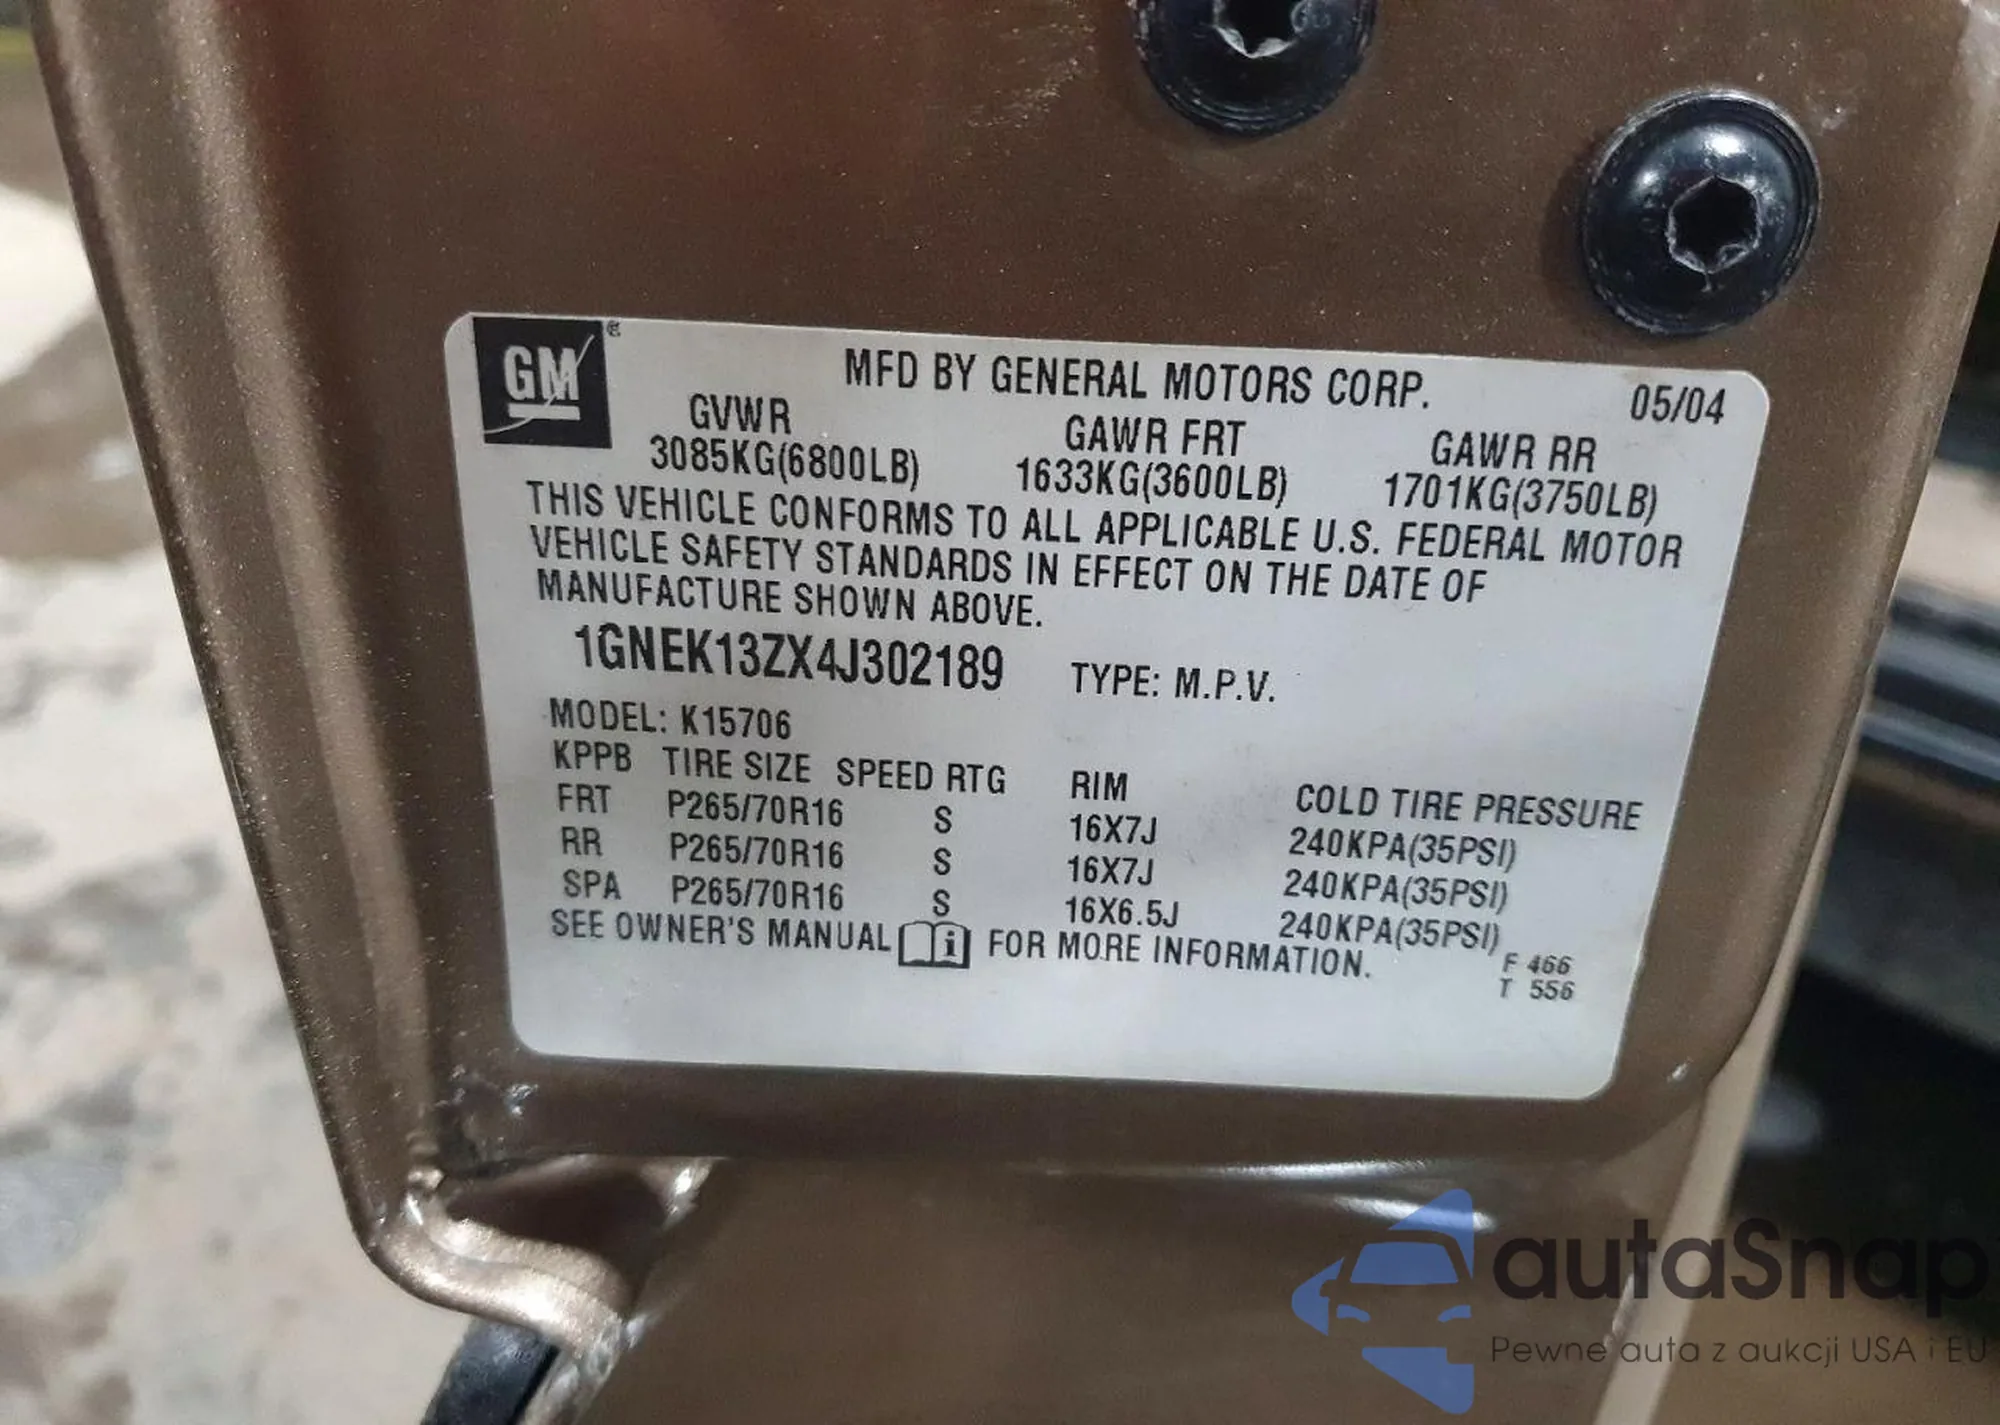 GM
MFD BY GENERAL MOTORS CORP. 05/04
GVWR GAWR FRT GAWR RR
3085KG(6800LB) 1633KG(3600LB) 1701KG(3750LB)
THIS VEHICLE CONFORMS TO ALL APPLICABLE U.S. FEDERAL MOTOR
VEHICLE SAFETY STANDARDS IN EFFECT ON THE DATE OF
MANUFACTURE SHOWN ABOVE.
1GNEK13ZX4J302189 TYPE: M.P.V.
MODEL: K15706
KPPB TIRE SIZE SPEED RTG RIM COLD TIRE PRESSURE
FRT P265/70R16 S 16X7J 240KPA(35PSI)
RR P265/70R16 S 16X7J 240KPA(35PSI)
SPA P265/70R16 S 16X6.5J 240KPA(35PSI)
SEE OWNER'S MANUAL i FOR MORE INFORMATION.
F 466
T 556
autaSnap
Pewne auta z aukcji USA i EU